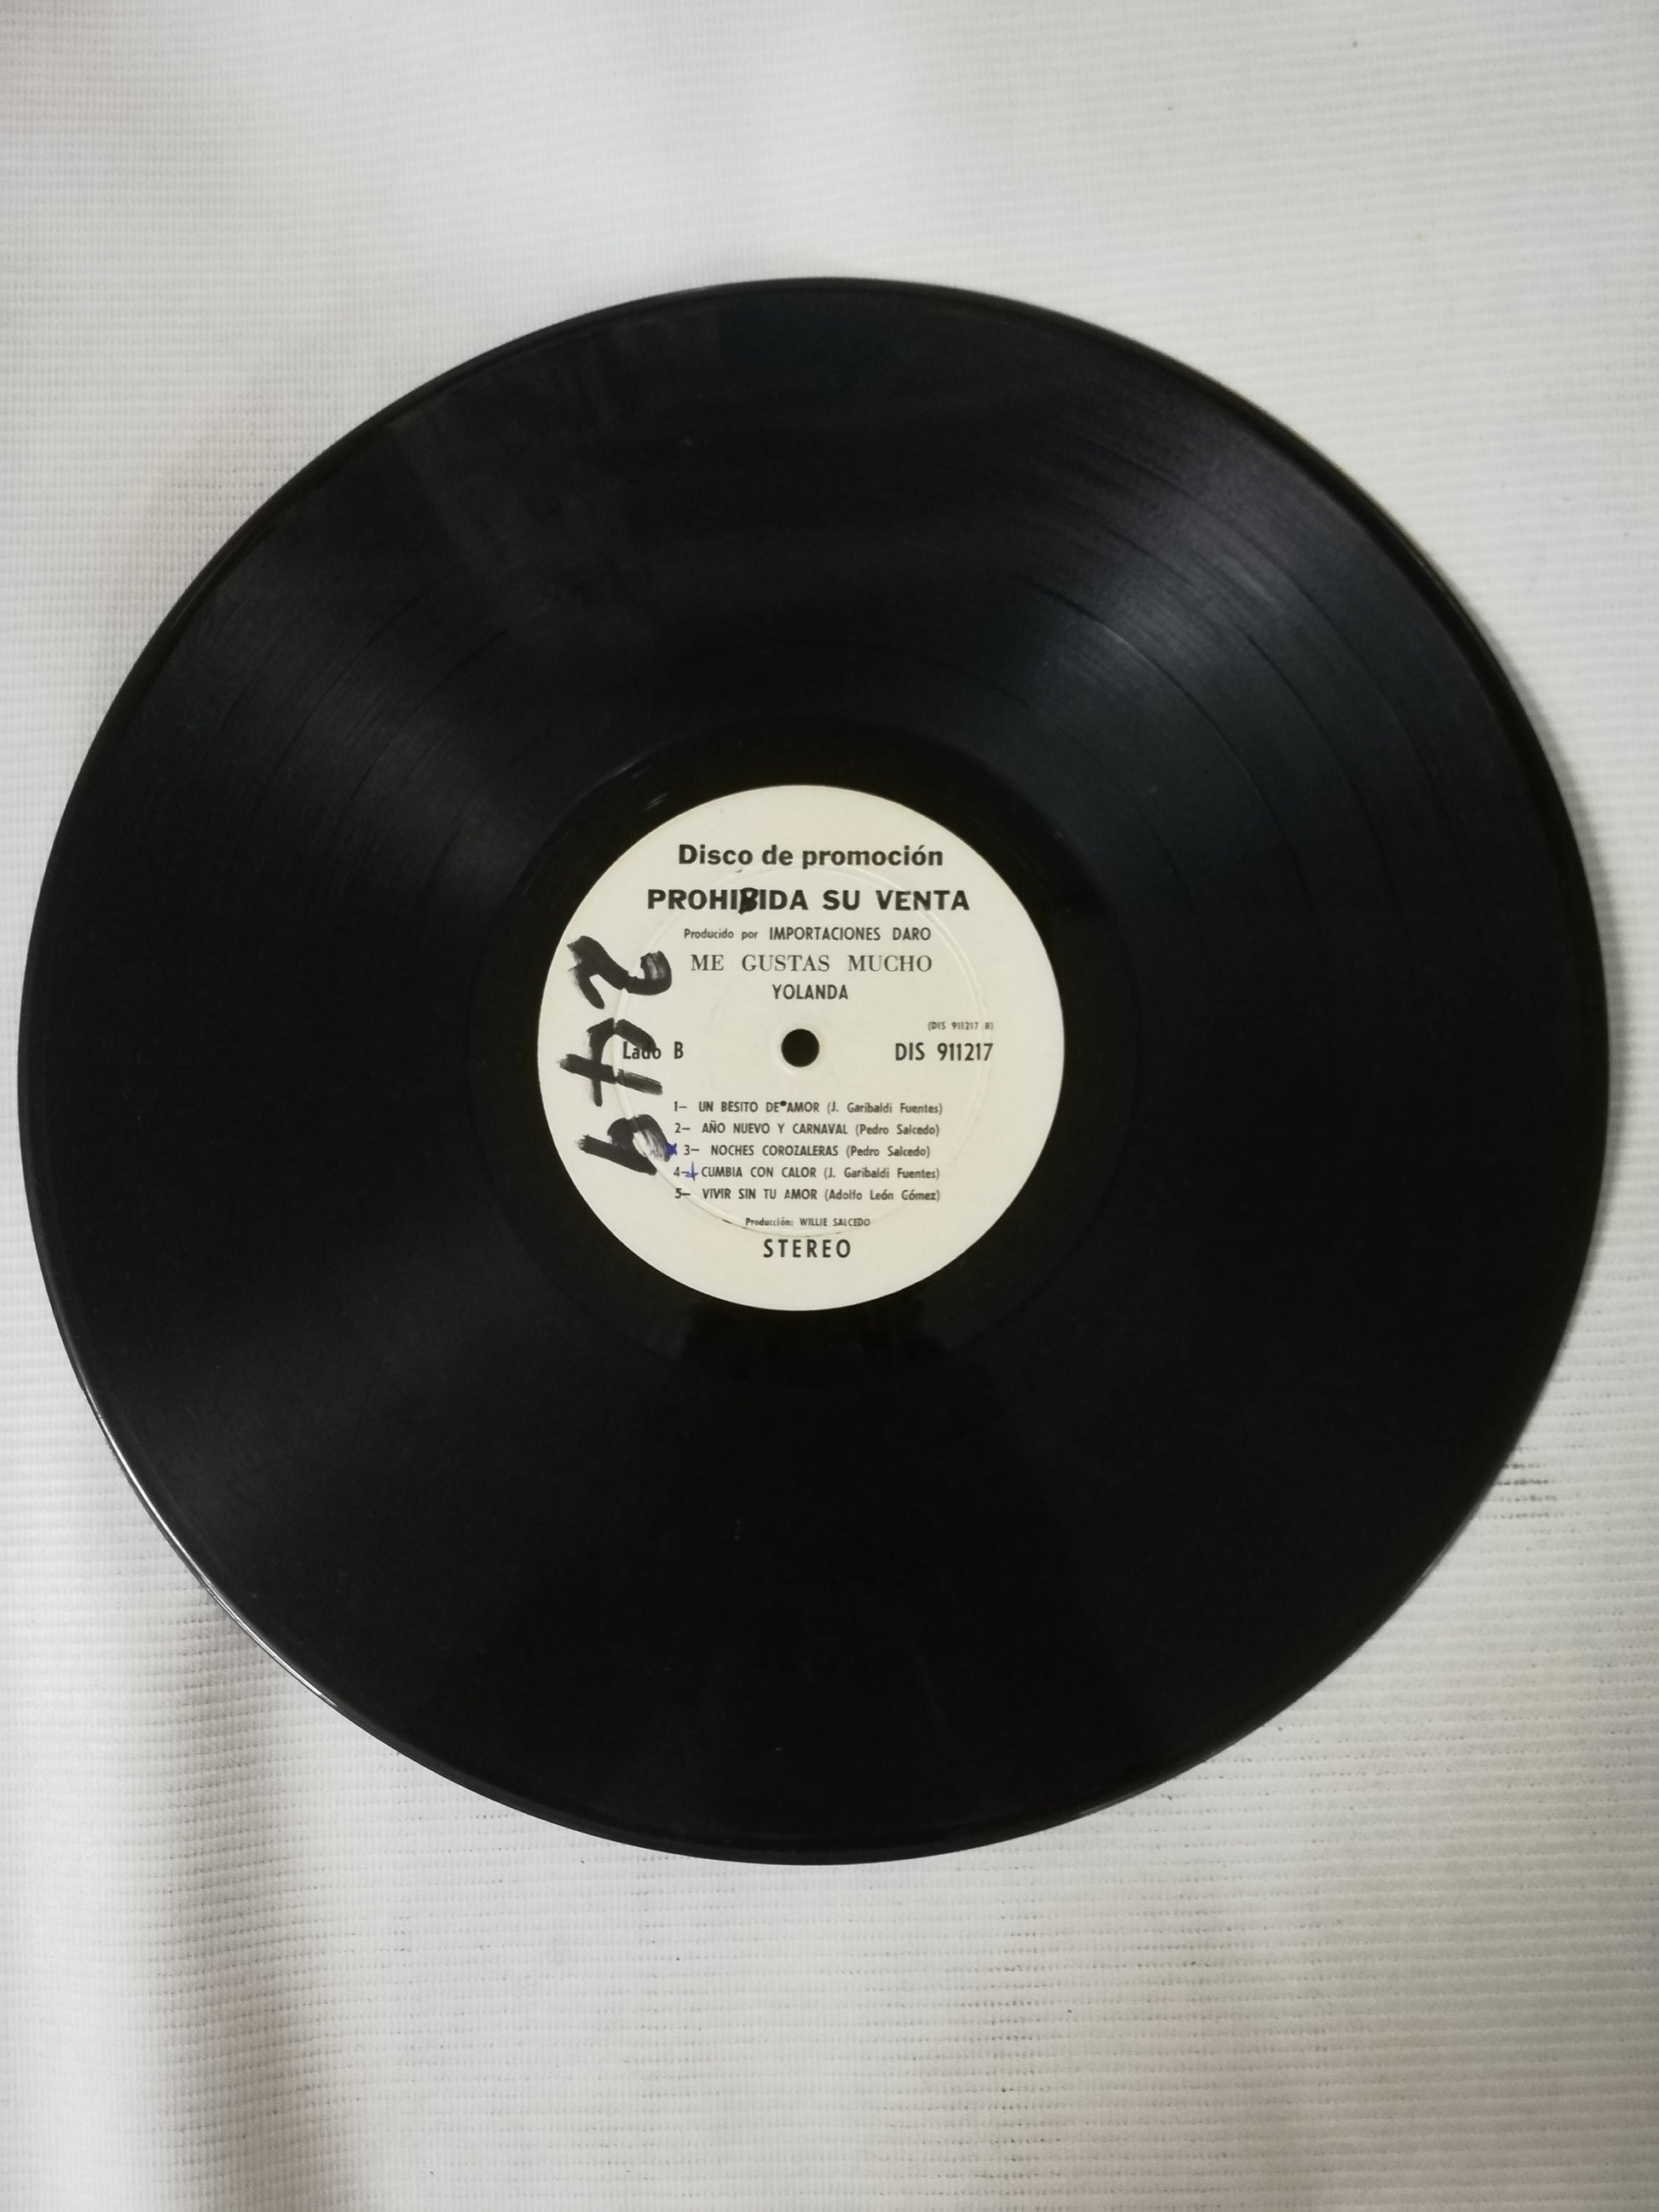 Disco de promoción
PROHIBIDA SU VENTA
Producido por IMPORTACIONES DARO
ME GUSTAS MUCHO
YOLANDA
(DIS 911217 B)
Lado B
DIS 911217
1– UN BESITO DE AMOR (J. Garibaldi Fuentes)
2– AÑO NUEVO Y CARNAVAL (Pedro Salcedo)
3– NOCHES COROZALERAS (Pedro Salcedo)
4– CUMBIA CON CALOR (J. Garibaldi Fuentes)
5– VIVIR SIN TU AMOR (Adolfo León Gómez)
Producción: WILLIE SALCEDO
STEREO